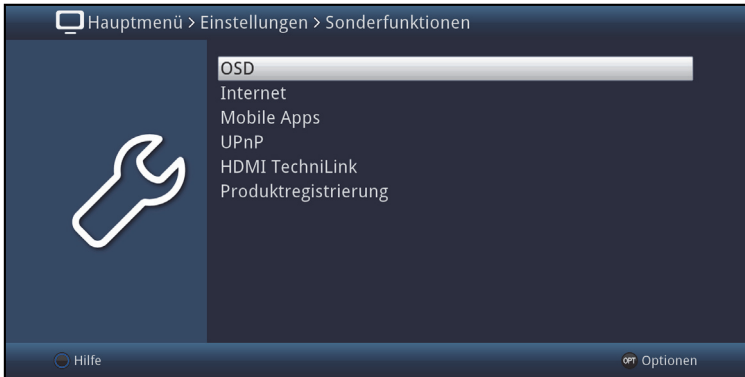 Hauptmenü > Einstellungen > Sonderfunktionen
OSD
Internet
Mobile Apps
UPnP
HDMI TechniLink
Produktregistrierung
Hilfe
OPT Optionen